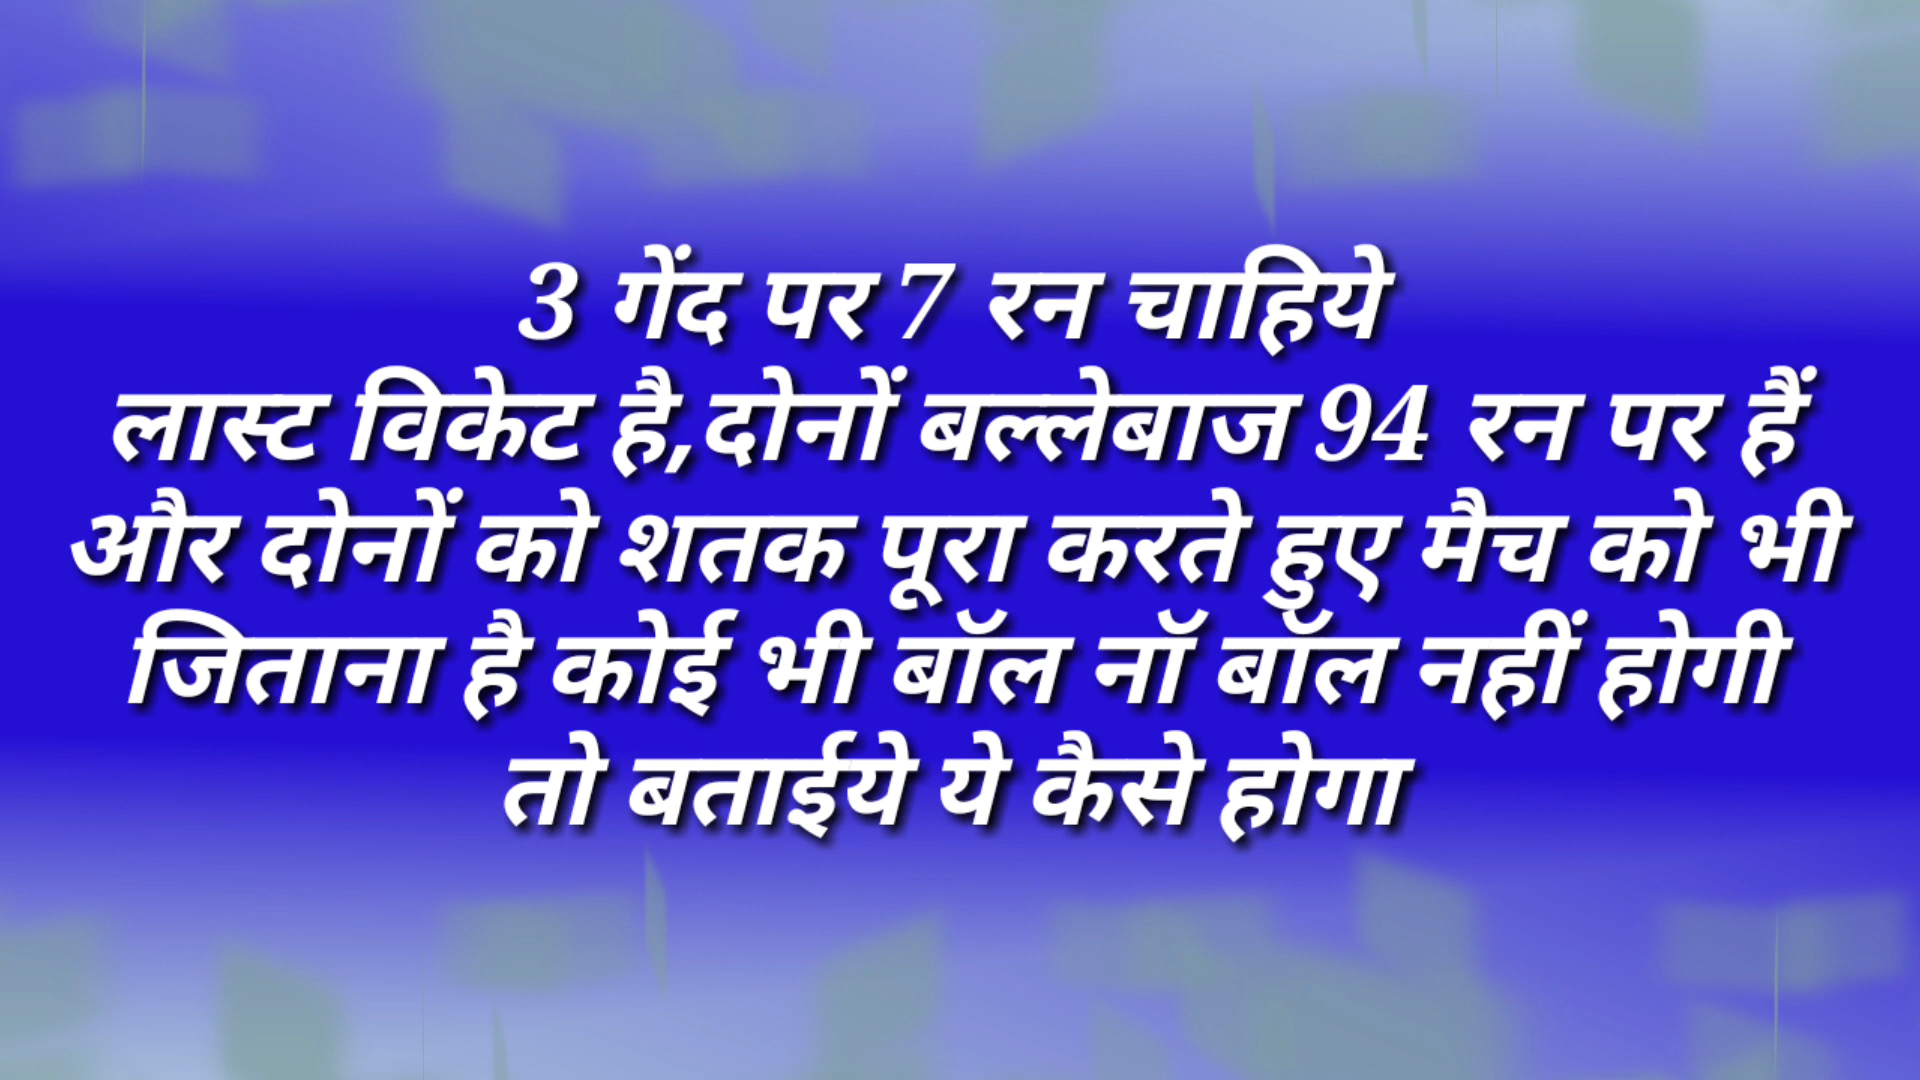 3 गेंद पर 7 रन चाहिये
लास्ट विकेट है,दोनों बल्लेबाज 94 रन पर हैं
और दोनों को शतक पूरा करते हुए मैच को भी
जिताना है कोई भी बॉल नॉ बॉल नहीं होगी
तो बताईये ये कैसे होगा